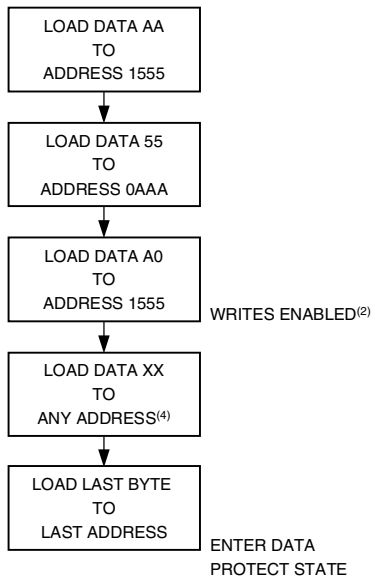 LOAD DATA AA
TO
ADDRESS 1555
LOAD DATA 55
TO
ADDRESS 0AAA
LOAD DATA A0
TO
ADDRESS 1555
WRITES ENABLED(2)
LOAD DATA XX
TO
ANY ADDRESS(4)
LOAD LAST BYTE
TO
LAST ADDRESS
ENTER DATA
PROTECT STATE